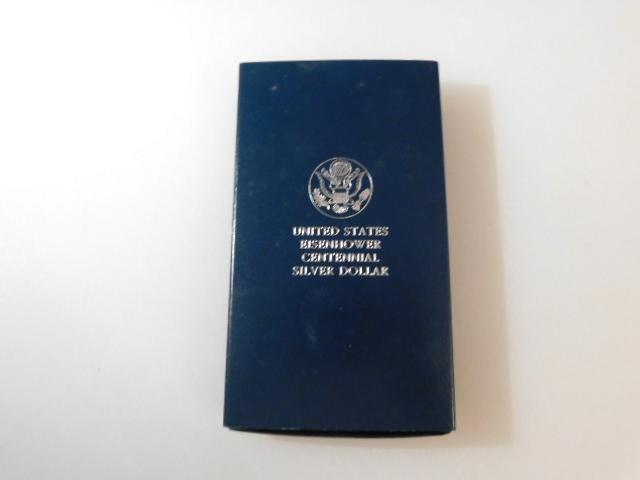 UNITED STATES
EISENHOWER
CENTENNIAL
SILVER DOLLAR